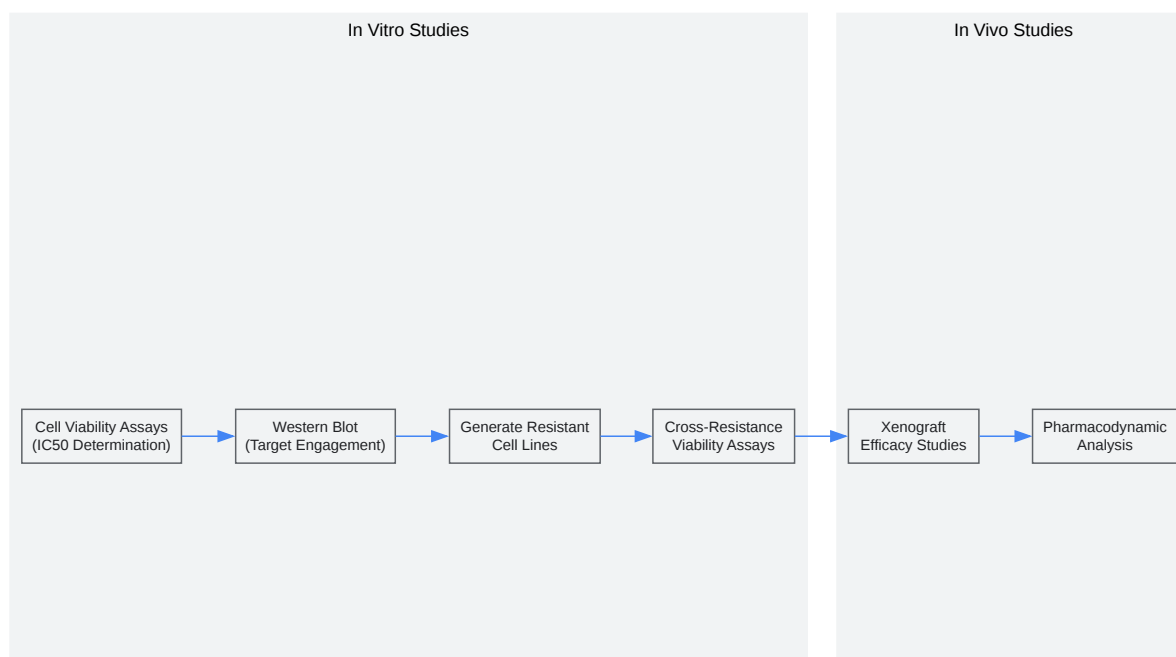 In Vitro Studies
In Vivo Studies
Cell Viability Assays
(IC50 Determination)
Western Blot
(Target Engagement)
Generate Resistant
Cell Lines
Cross-Resistance
Viability Assays
Xenograft
Efficacy Studies
Pharmacodynamic
Analysis